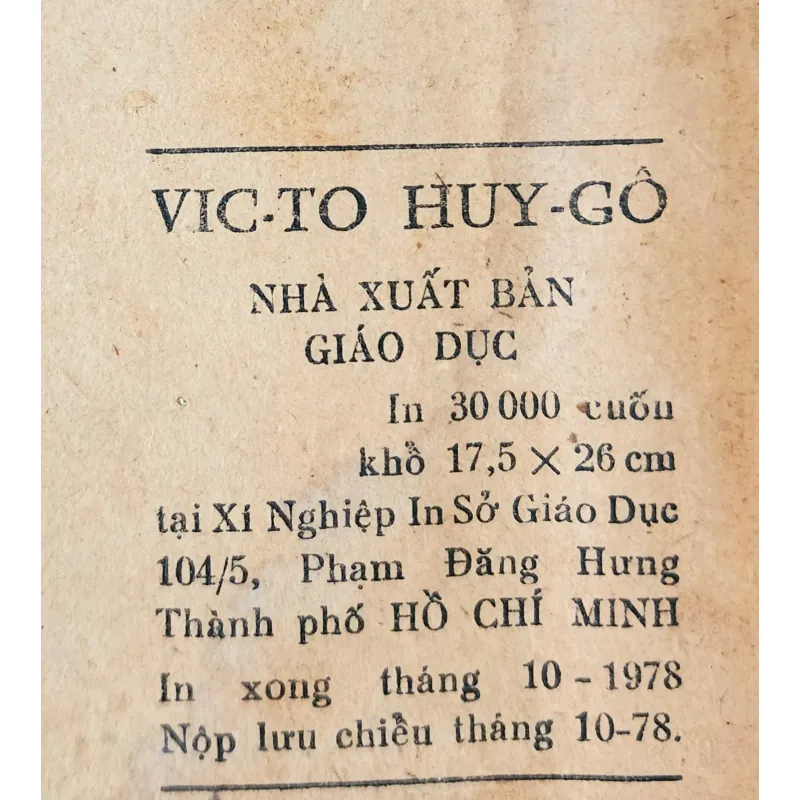 VIC-TO HUY-GÔ
NHÀ XUẤT BẢN
GIÁO DỤC
In 30 000 cuốn
khổ 17,5 × 26 cm
tại Xí Nghiệp In Sở Giáo Dục
104/5, Phạm Đăng Hưng
Thành phố HỒ CHÍ MINH
In xong tháng 10 - 1978
Nộp lưu chiểu tháng 10-78.